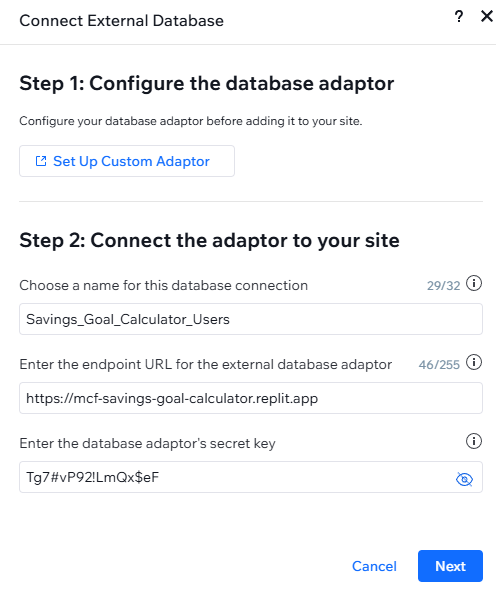 Connect External Database
?
Step 1: Configure the database adaptor
Configure your database adaptor before adding it to your site.
Set Up Custom Adaptor
Step 2: Connect the adaptor to your site
Choose a name for this database connection 29/32
Savings_Goal_Calculator_Users
Enter the endpoint URL for the external database adaptor 46/255
https://mcf-savings-goal-calculator.replit.app
Enter the database adaptor's secret key
Tg7#vP92!LmQx$eF
Cancel Next